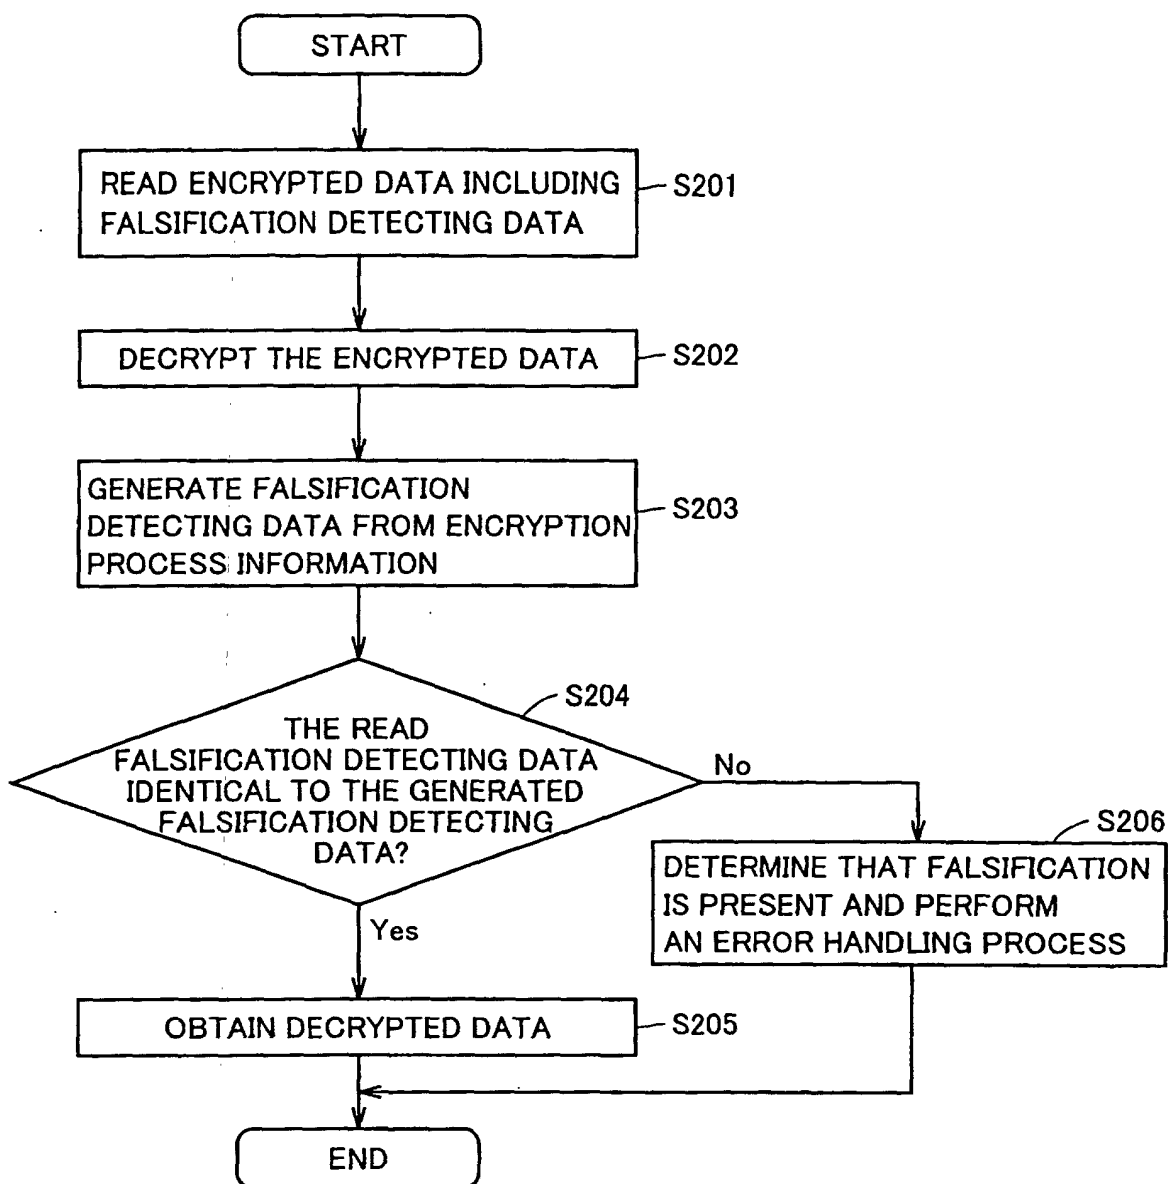 START
READ ENCRYPTED DATA INCLUDING
FALSIFICATION DETECTING DATA
S201
DECRYPT THE ENCRYPTED DATA
S202
GENERATE FALSIFICATION
DETECTING DATA FROM ENCRYPTION
PROCESS INFORMATION
S203
S204
THE READ
FALSIFICATION DETECTING DATA
IDENTICAL TO THE GENERATED
FALSIFICATION DETECTING
DATA?
No
S206
DETERMINE THAT FALSIFICATION
IS PRESENT AND PERFORM
AN ERROR HANDLING PROCESS
Yes
OBTAIN DECRYPTED DATA
S205
END